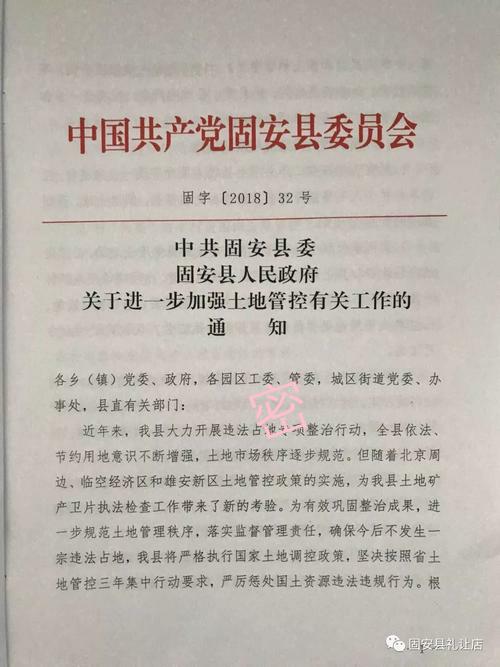 中国共产党固安县委员会
固字〔2018〕32号
中共固安县委
固安县人民政府
关于进一步加强土地管控有关工作的
通 知
各乡（镇）党委、政府，各园区工委、管委，城区街道党委、办
事处，县直有关部门：
近年来，我县大力开展违法占地专项整治行动，全县依法、
节约用地意识不断增强，土地市场秩序逐步规范。但随着北京周
边、临空经济区和雄安新区土地管控政策的实施，为我县土地矿
产卫片执法检查工作带来了新的考验。为有效巩固整治成果，进
一步规范土地管理秩序，落实监督管理责任，确保今后不发生一
宗违法占地，我县将严格执行国家土地调控政策，坚决按照省土
地管控三年集中行动要求，严厉惩处国土资源违法违规行为。根
密
1
固安县礼让店